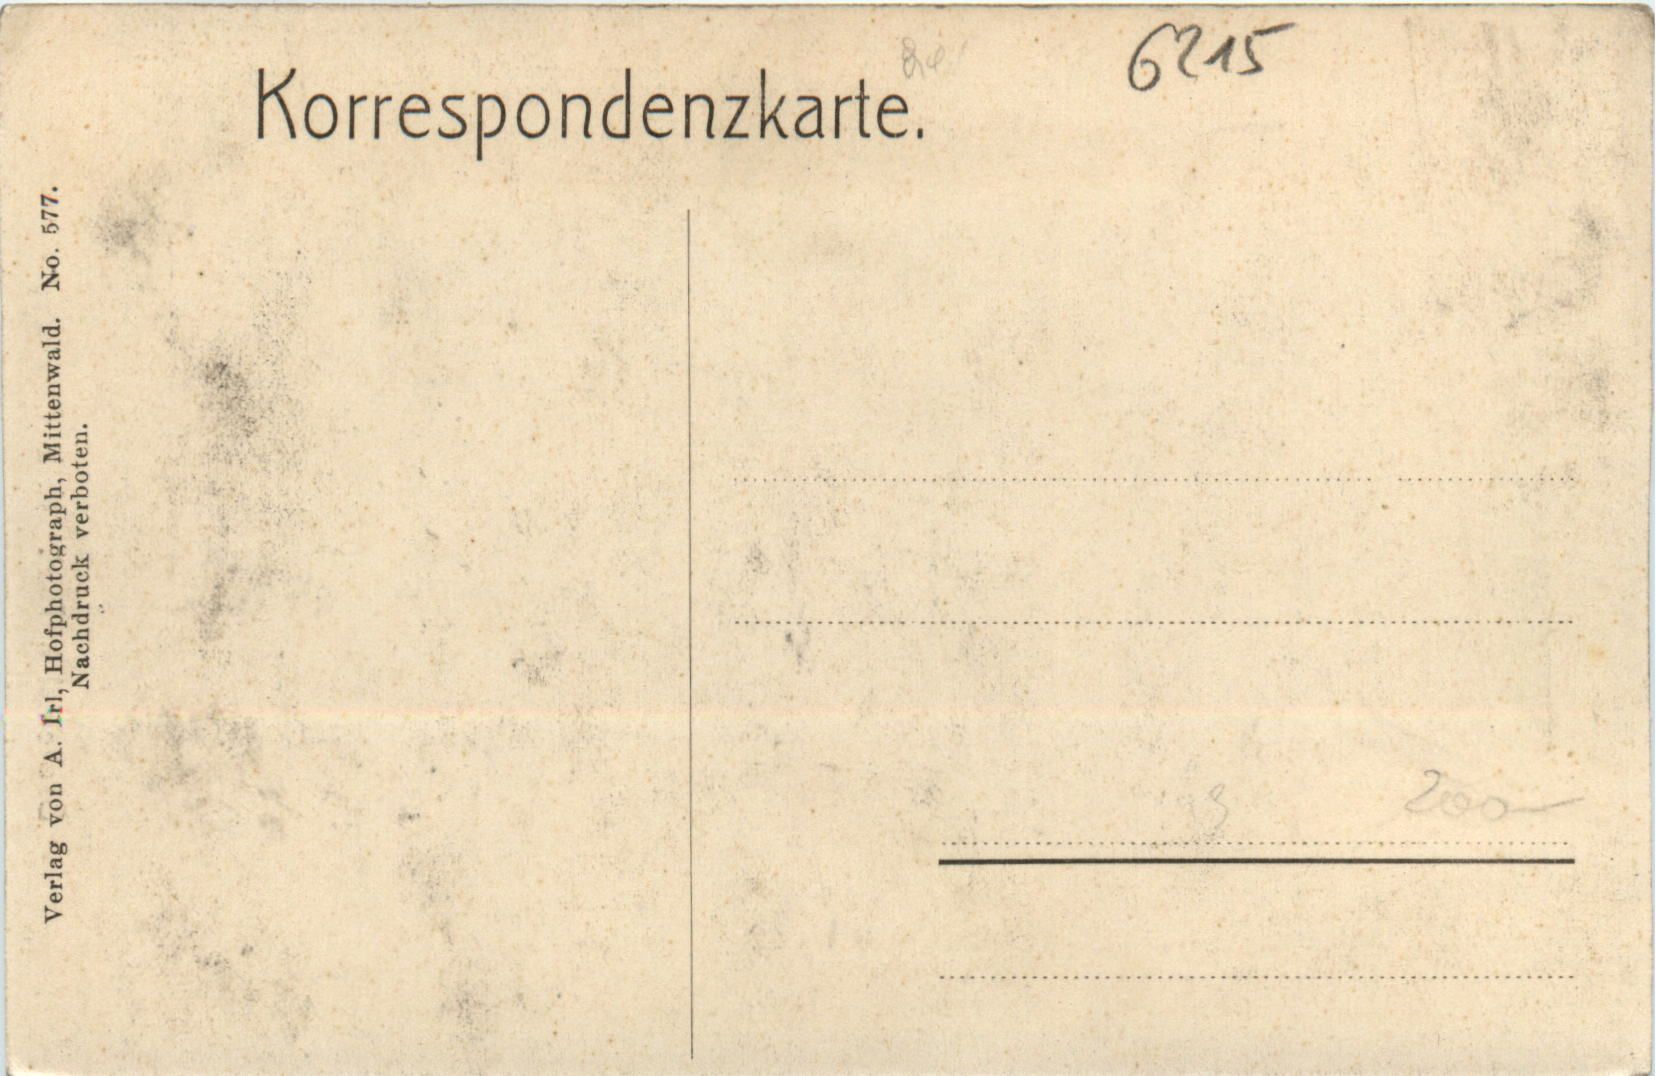 Korrespondenzkarte.
6215
Verlag von A. Irl, Hofphotograph, Mittenwald. No. 577.
Nachdruck verboten.
200—